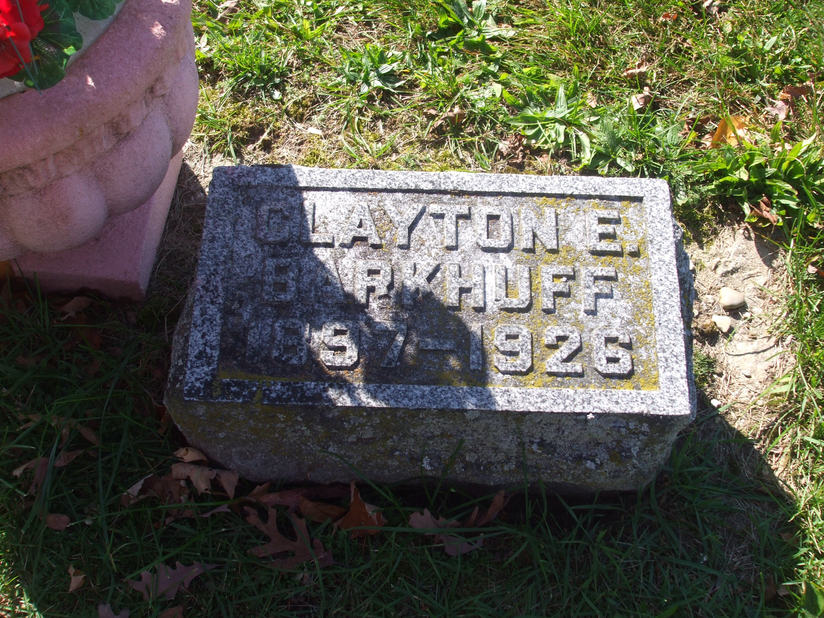 CLAYTON E.
BARKHUFF
1897-1926